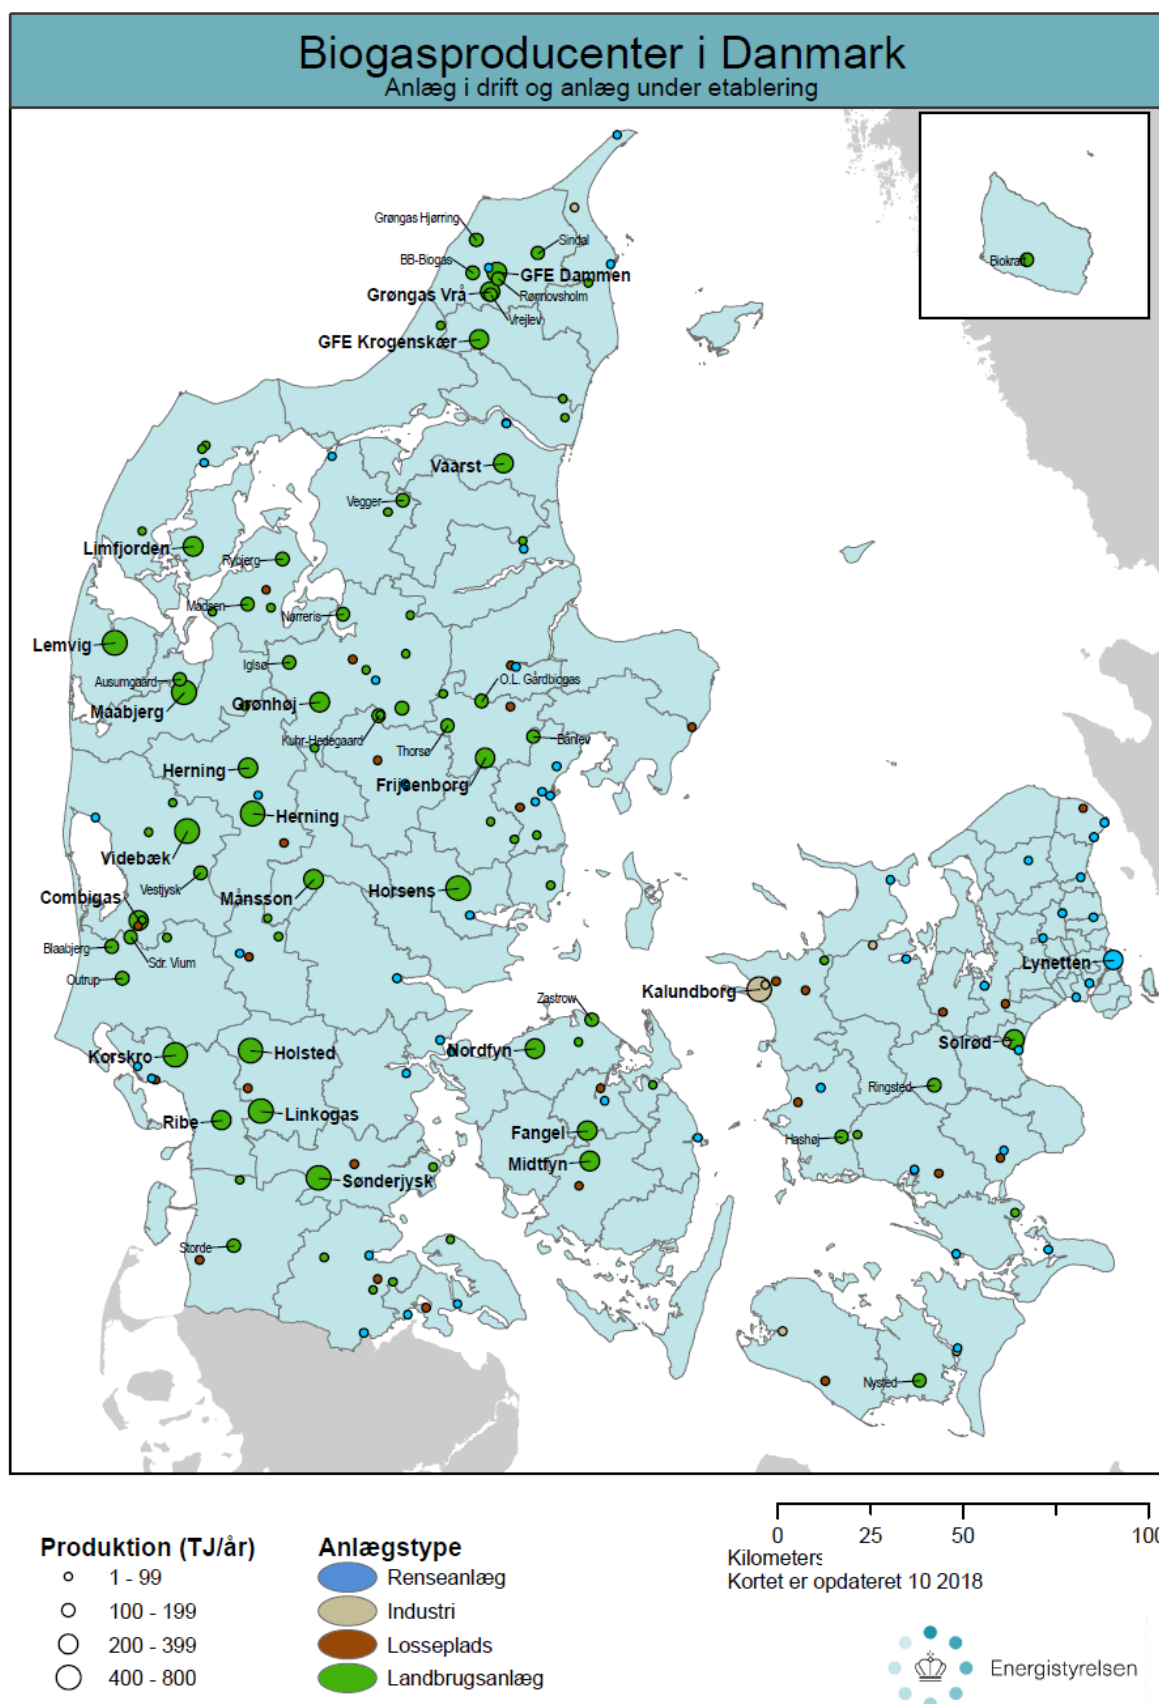 Biogasproducenter i Danmark
Anlæg i drift og anlæg under etablering
Grøngas Hjørring
Sindal
BB-Biogas
GFE Dammen
Biokraft
Grøngas Vrå
Rønnovsholm
Vrejlev
GFE Krogenskær
Vaarst
Vegger
Limfjorden
Rybjerg
Madsen
Nørreris
Lemvig
Iglsø
Ausumgaard
O.L. Gårdbiogas
Maabjerg
Grønhøj
Kuhr-Hedegaard
Thorsø
Bånlev
Herning
Frijsenborg
Herning
Videbæk
Vestjysk
Månsson
Horsens
Combigas
Blaabjerg
Sdr. Vium
Outrup
Lynetten
Kalundborg
Zastrow
Solrød
Korskro
Holsted
Nordfyn
Ringsted
Ribe
Linkogas
Fangel
Hashøj
Midtfyn
Sønderjysk
Storde
Nysted
Produktion (TJ/år)
1 - 99
100 - 199
200 - 399
400 - 800
Anlægstype
Renseanlæg
Industri
Losseplads
Landbrugsanlæg
0 25 50 100
Kilometers
Kortet er opdateret 10 2018
Energistyrelsen